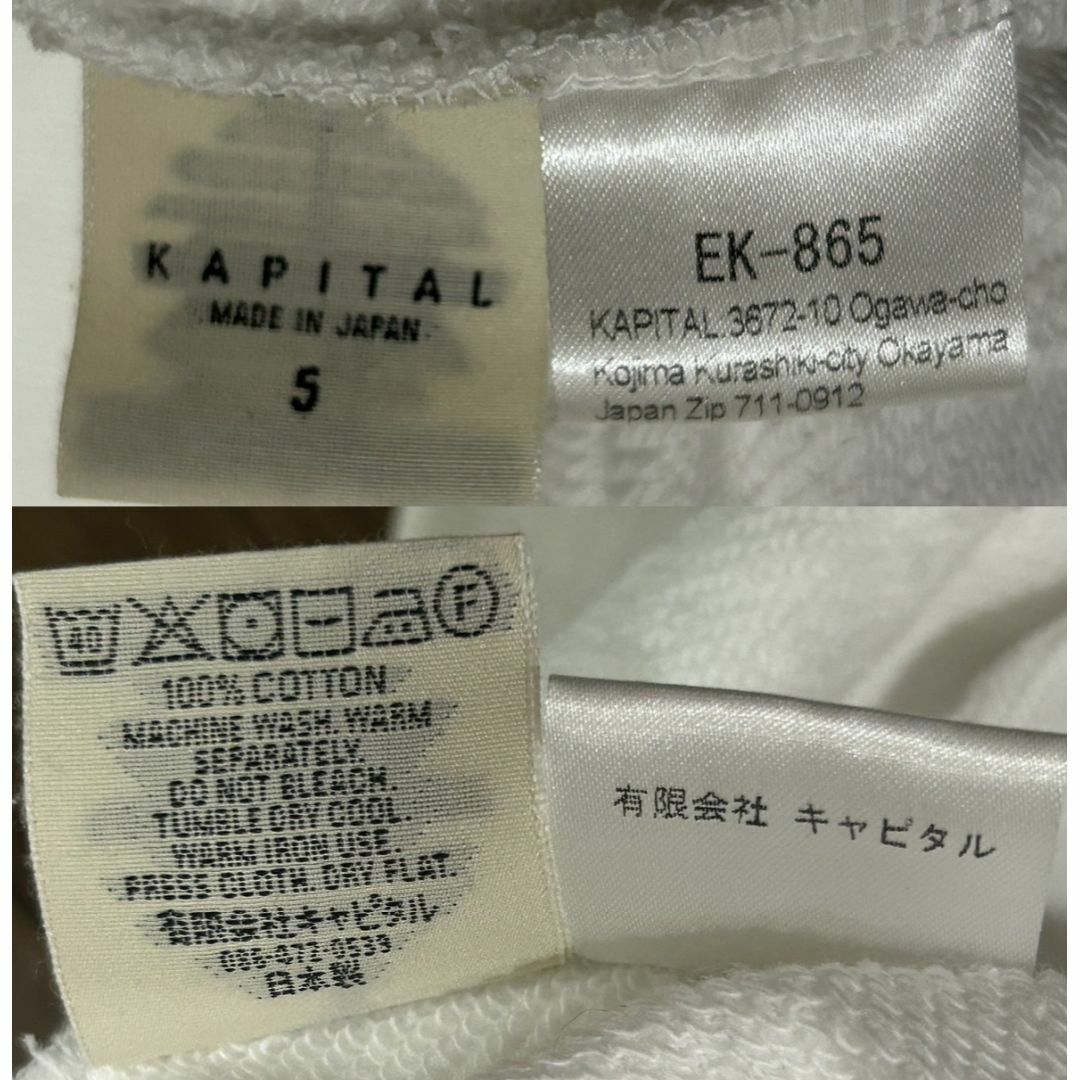 KAPITAL
MADE IN JAPAN
5
EK-865
KAPITAL 3672-10 Ogawa-cho
Kojima Kurashiki-city Okayama
Japan Zip 711-0912
40
F
100% COTTON.
MACHINE WASH. WARM
SEPARATELY.
DO NOT BLEACH.
TUMBLE DRY COOL.
WARM IRON USE
PRESS CLOTH. DRY FLAT.
有限会社キャピタル
日本製
有限会社 キャピタル